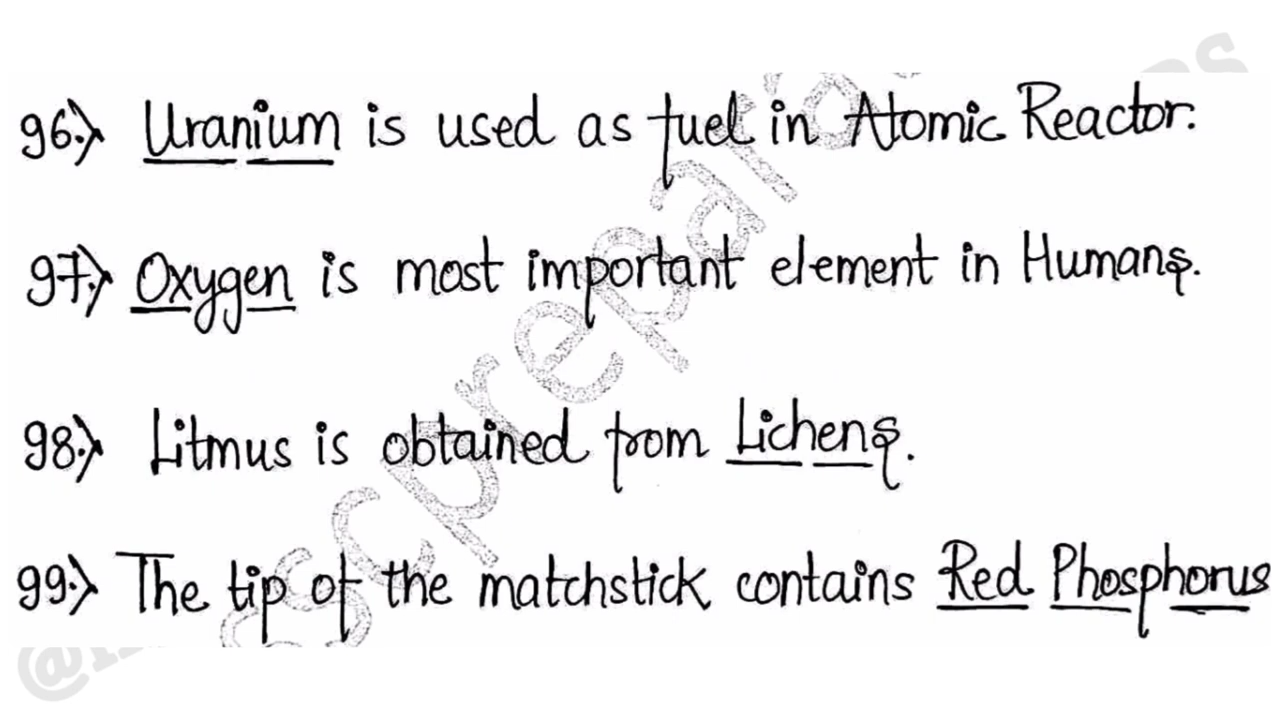 96.) Uranium is used as fuel in Atomic Reactor.
97.) Oxygen is most important element in Humans.
98.) Litmus is obtained from Lichens.
99.) The tip of the matchstick contains Red Phosphorus